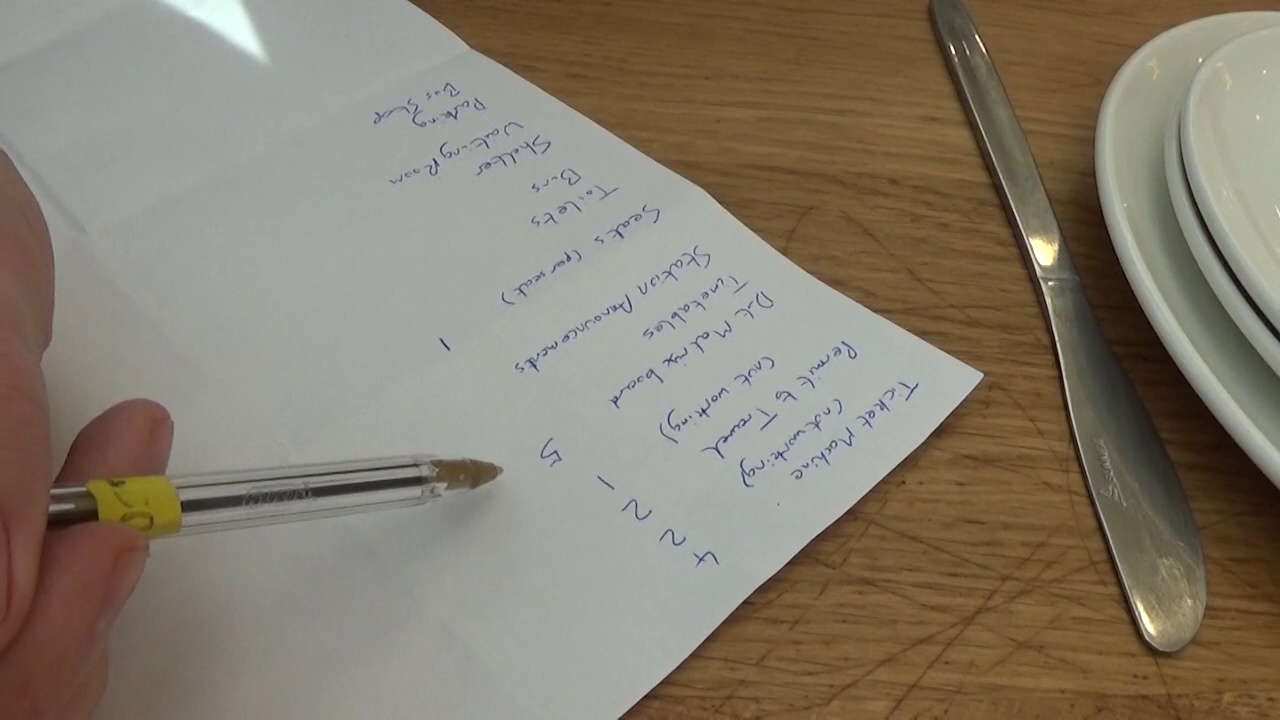 Ticket Machine 4
(not working) 2
Permit to Travel 2
(not working) 1
Dot Matrix board 5
Timetables
Station Announcements
Seats (per seat) 1
Toilets
Bins
Shelter
Waiting Room
Parking
Bus Stop